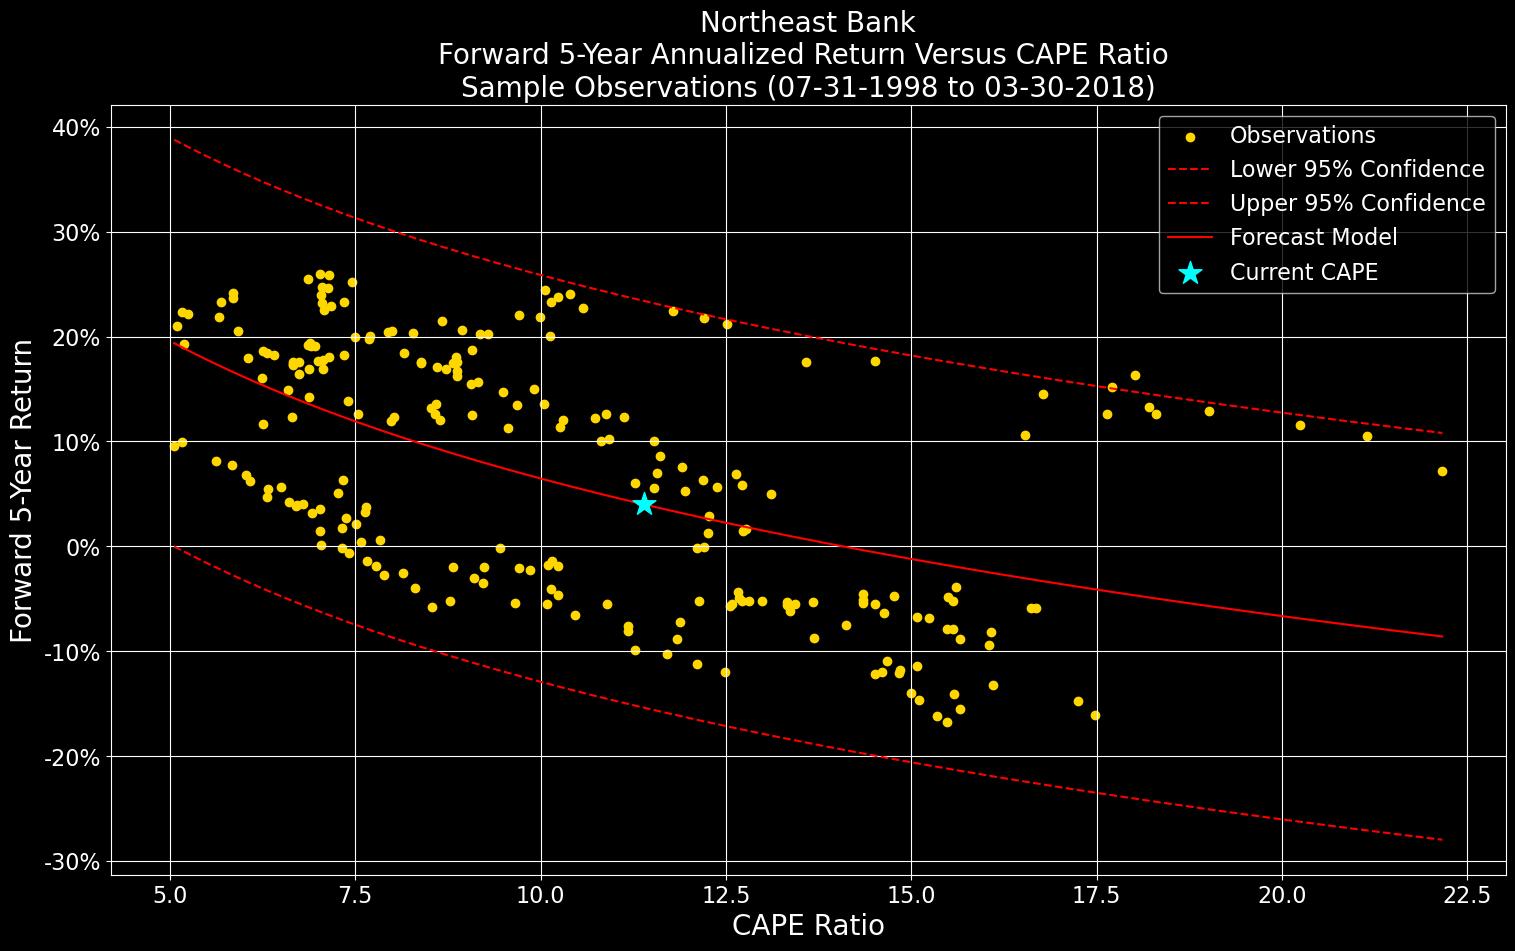 Northeast Bank
Forward 5-Year Annualized Return Versus CAPE Ratio
Sample Observations (07-31-1998 to 03-30-2018)
Forward 5-Year Return
40%
30%
20%
10%
0%
-10%
-20%
-30%
Observations
Lower 95% Confidence
Upper 95% Confidence
Forecast Model
Current CAPE
5.0 7.5 10.0 12.5 15.0 17.5 20.0 22.5
CAPE Ratio